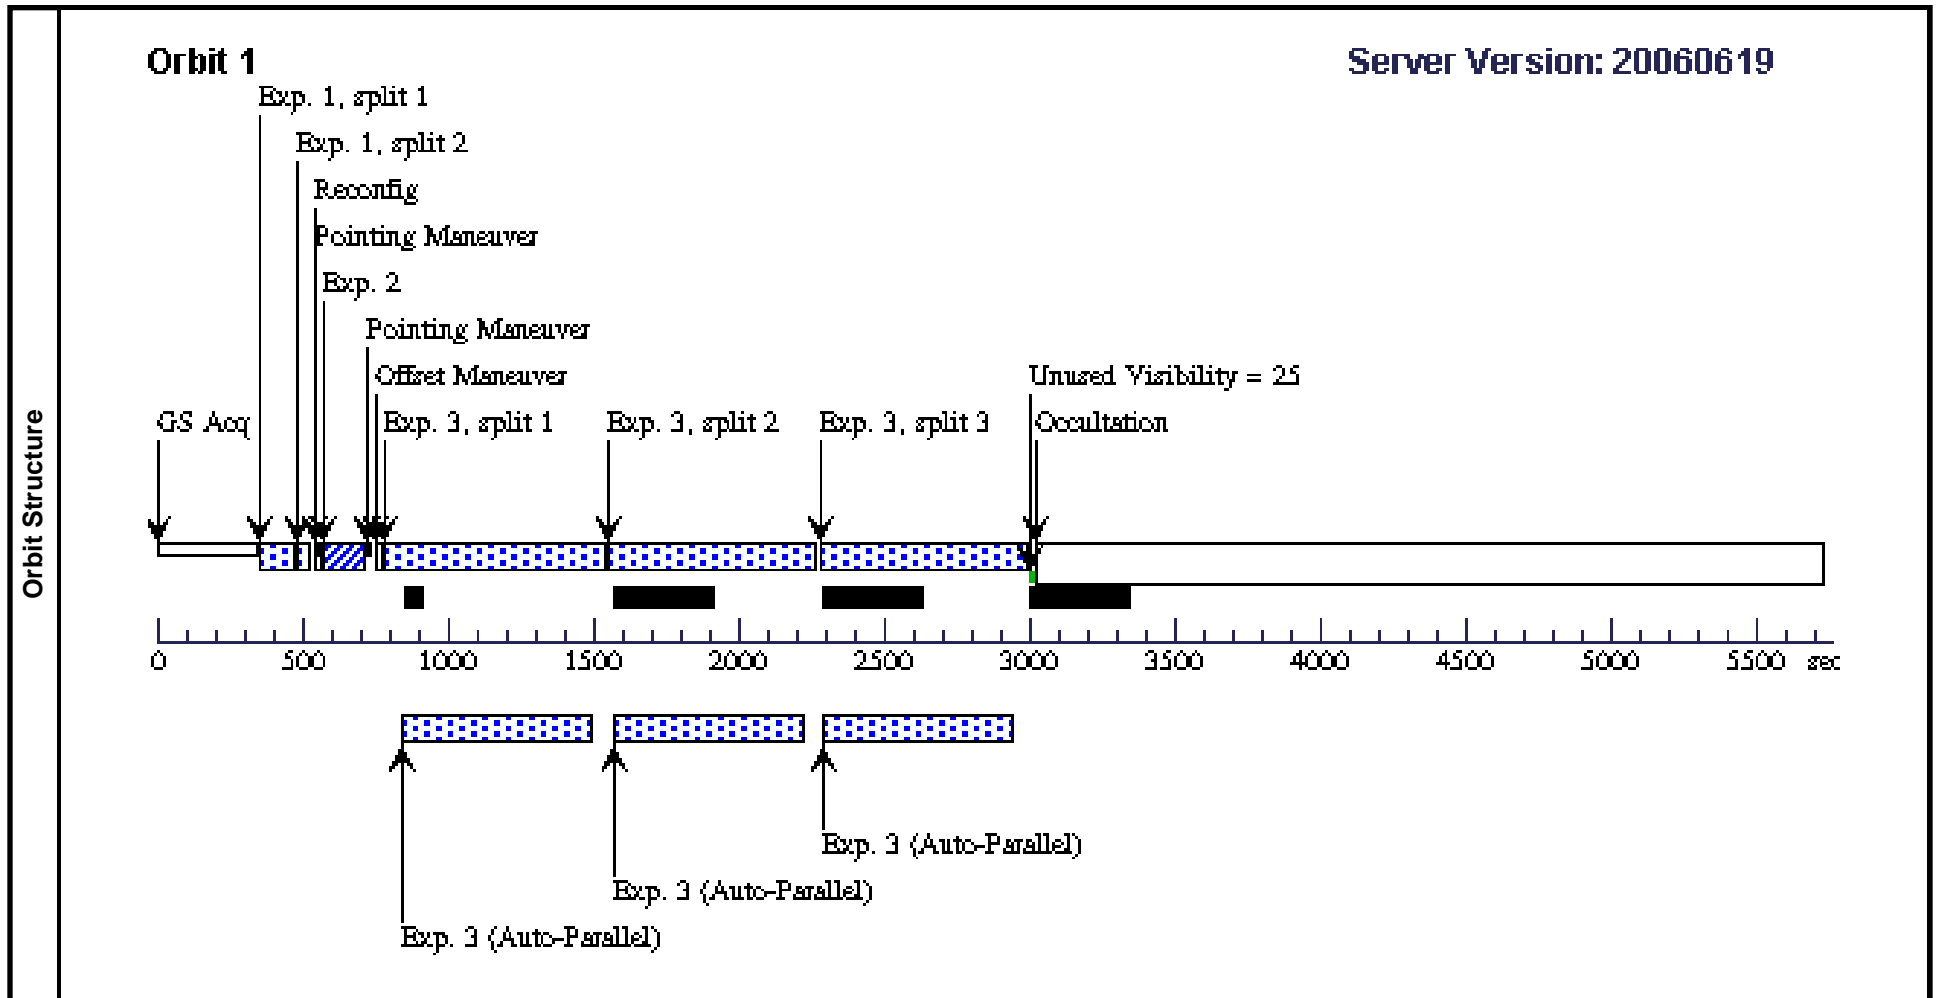 Orbit 1
Server Version: 20060619
Exp. 1, split 1
Exp. 1, split 2
Reconfig
Pointing Maneuver
Exp. 2
Pointing Maneuver
Offset Maneuver
Unused Visibility = 25
GS Acq
Exp. 3, split 1
Exp. 3, split 2
Exp. 3, split 3
Occultation
Orbit Structure
0 500 1000 1500 2000 2500 3000 3500 4000 4500 5000 5500 sec
Exp. 3 (Auto-Parallel)
Exp. 3 (Auto-Parallel)
Exp. 3 (Auto-Parallel)